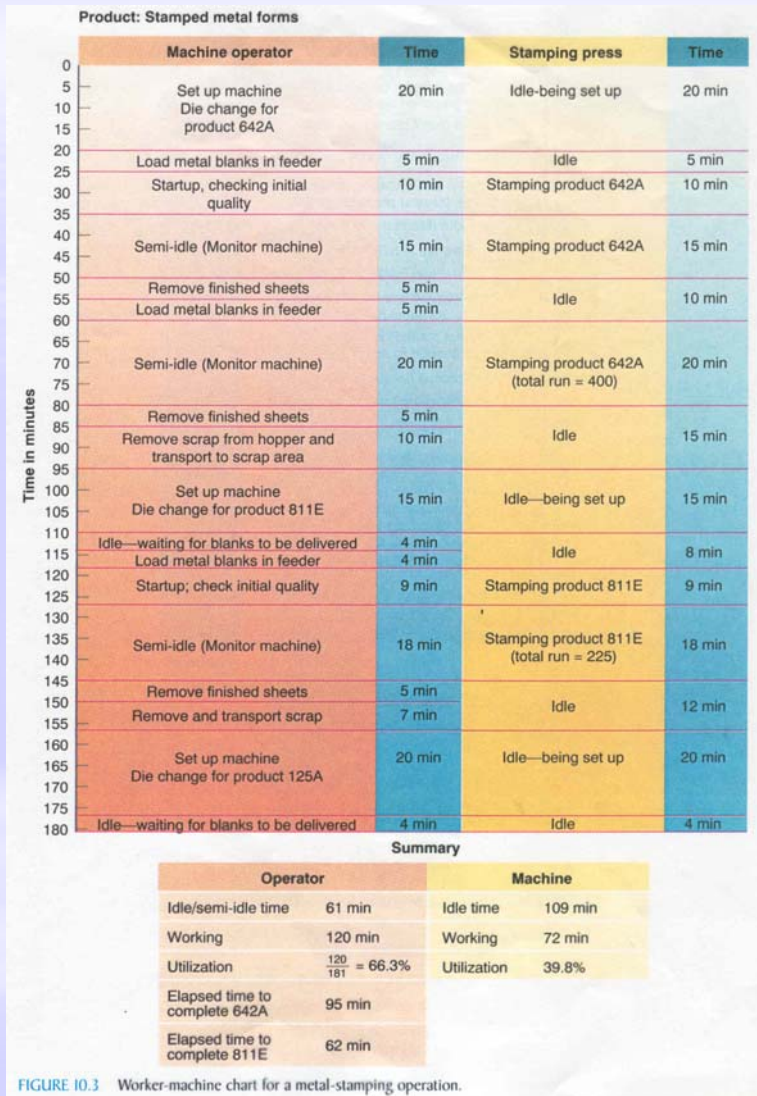 Product: Stamped metal forms
Machine operator Time Stamping press Time
0
5
10
15
Set up machine
Die change for
product 642A
20 min
Idle-being set up
20 min
20
Load metal blanks in feeder 5 min Idle 5 min
25
30
Startup, checking initial
quality
10 min
Stamping product 642A
10 min
35
40
45
Semi-idle (Monitor machine) 15 min Stamping product 642A 15 min
50
Remove finished sheets 5 min
55
Load metal blanks in feeder 5 min
Idle 10 min
60
65
70
75
Semi-idle (Monitor machine) 20 min
Stamping product 642A
(total run = 400)
20 min
80
Remove finished sheets 5 min
85
90
Remove scrap from hopper and
transport to scrap area
10 min
Idle 15 min
95
100
105
Set up machine
Die change for product 811E
15 min
Idle—being set up
15 min
110
Idle—waiting for blanks to be delivered 4 min
115
Load metal blanks in feeder 4 min
Idle 8 min
120
125
Startup; check initial quality 9 min Stamping product 811E 9 min
130
135
140
Semi-idle (Monitor machine) 18 min
Stamping product 811E
(total run = 225)
18 min
145
Remove finished sheets 5 min
150
155
Remove and transport scrap 7 min
Idle 12 min
160
165
170
Set up machine
Die change for product 125A
20 min
Idle—being set up
20 min
175
180
Idle—waiting for blanks to be delivered 4 min Idle 4 min
Time in minutes
Summary
Operator Machine
Idle/semi-idle time 61 min Idle time 109 min
Working 120 min Working 72 min
Utilization 120/181 = 66.3% Utilization 39.8%
Elapsed time to
complete 642A
95 min
Elapsed time to
complete 811E
62 min
FIGURE 10.3 Worker-machine chart for a metal-stamping operation.